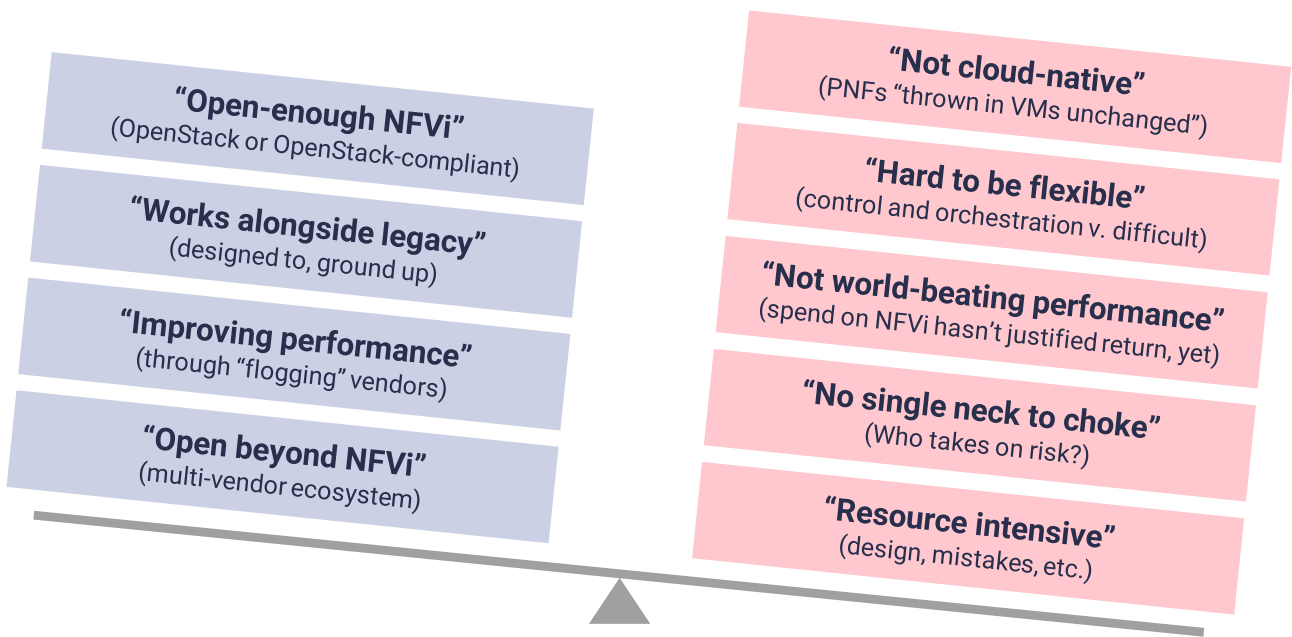 “Open-enough NFVi”
(OpenStack or OpenStack-compliant)
“Works alongside legacy”
(designed to, ground up)
“Improving performance”
(through “flogging” vendors)
“Open beyond NFVi”
(multi-vendor ecosystem)
“Not cloud-native”
(PNFs “thrown in VMs unchanged”)
“Hard to be flexible”
(control and orchestration v. difficult)
“Not world-beating performance”
(spend on NFVi hasn’t justified return, yet)
“No single neck to choke”
(Who takes on risk?)
“Resource intensive”
(design, mistakes, etc.)